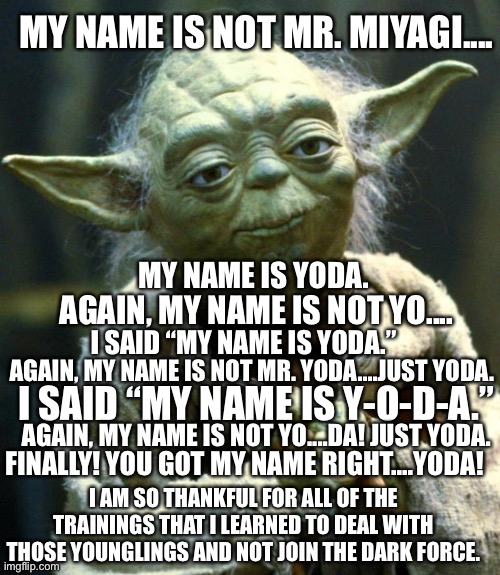 MY NAME IS NOT MR. MIYAGI....
MY NAME IS YODA.
AGAIN, MY NAME IS NOT YO....
I SAID “MY NAME IS YODA.”
AGAIN, MY NAME IS NOT MR. YODA....JUST YODA.
I SAID “MY NAME IS Y-O-D-A.”
AGAIN, MY NAME IS NOT YO....DA! JUST YODA.
FINALLY! YOU GOT MY NAME RIGHT....YODA!
I AM SO THANKFUL FOR ALL OF THE
TRAININGS THAT I LEARNED TO DEAL WITH
THOSE YOUNGLINGS AND NOT JOIN THE DARK FORCE.
imgflip.com